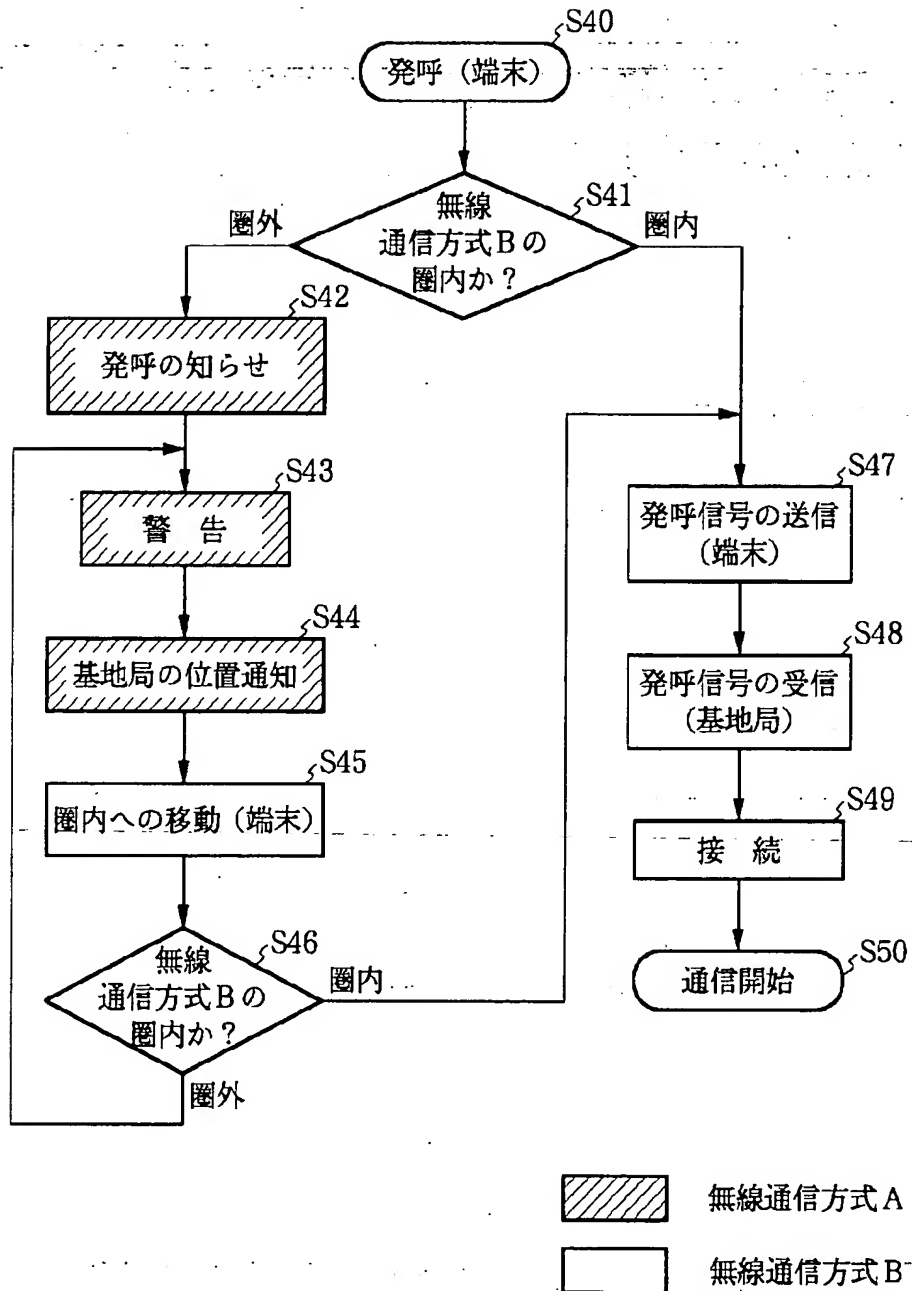 S40
発呼（端末）
S41
無線
通信方式Bの
圏内か？
圏外
圏内
S42
発呼の知らせ
S43
警　告
S44
基地局の位置通知
S45
圏内への移動（端末）
S46
無線
通信方式Bの
圏内か？
圏内
圏外
S47
発呼信号の送信
（端末）
S48
発呼信号の受信
（基地局）
S49
接　続
S50
通信開始
無線通信方式A
無線通信方式B